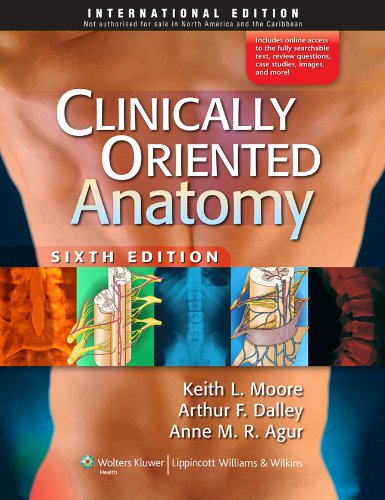 INTERNATIONAL EDITION
Not authorised for sale in North America and the Caribbean
Includes online access
to the fully searchable
text, review questions,
case studies, images,
and more!
CLINICALLY
ORIENTED
Anatomy
SIXTH EDITION
Keith L. Moore
Arthur F. Dalley
Anne M. R. Agur
Wolters Kluwer | Lippincott Williams & Wilkins
Health